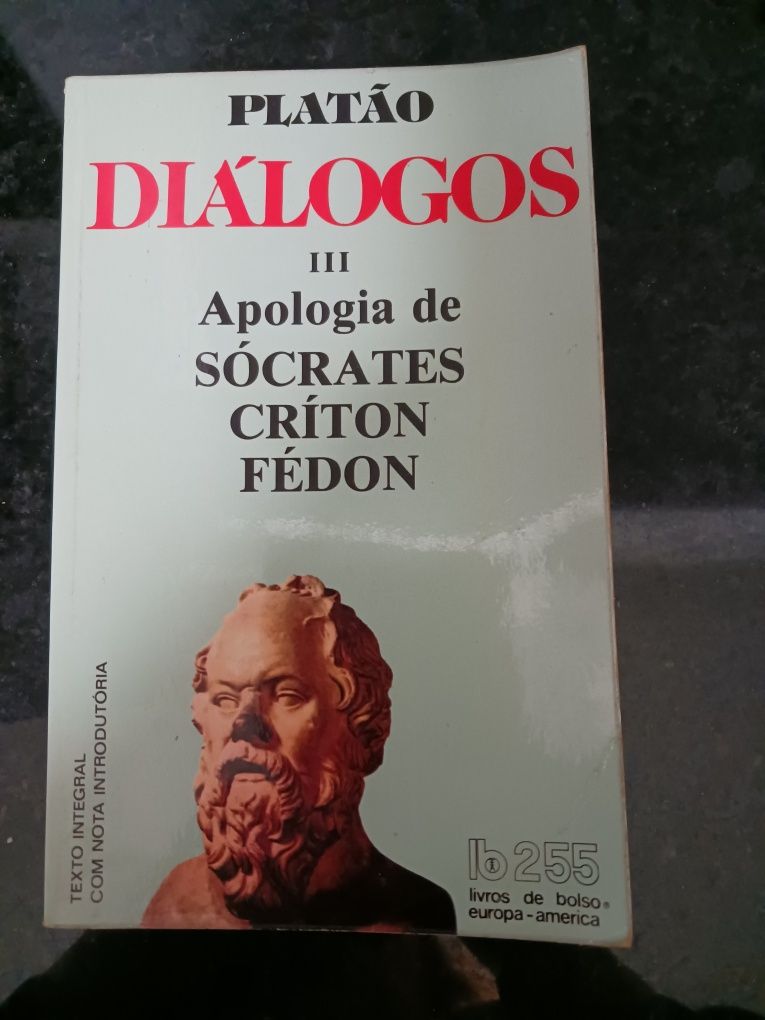 PLATÃO
DIÁLOGOS
III
Apologia de
SÓCRATES
CRÍTON
FÉDON
TEXTO INTEGRAL
COM NOTA INTRODUTÓRIA
lb 255
livros de bolso®
europa-america